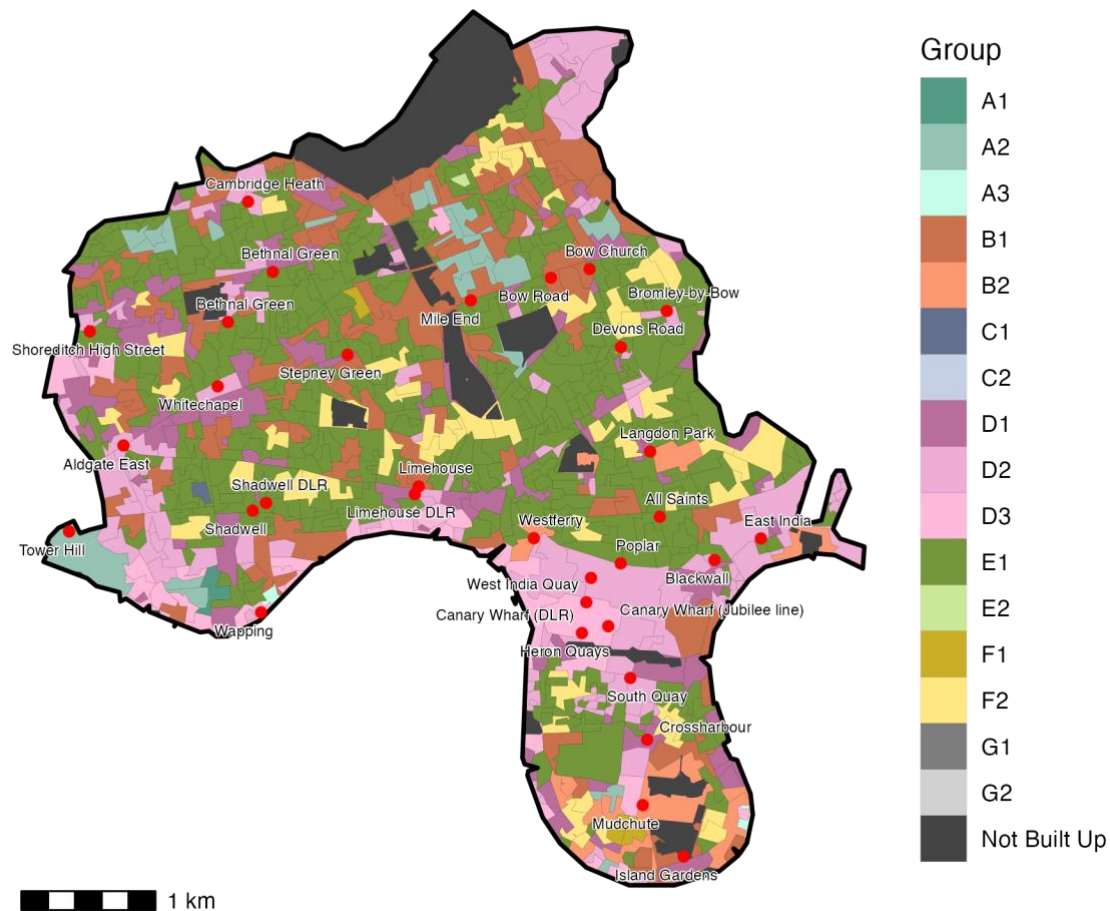 Group
A1
A2
A3
B1
B2
C1
C2
D1
D2
D3
E1
E2
F1
F2
G1
G2
Not Built Up
Cambridge Heath
Bethnal Green
Bow Church
Bethnal Green
Bow Road
Bromley-by-Bow
Mile End
Devons Road
Shoreditch High Street
Stepney Green
Whitechapel
Langdon Park
Aldgate East
Limehouse
Shadwell DLR
All Saints
Limehouse DLR
Westferry
East India
Shadwell
Tower Hill
Poplar
Blackwall
West India Quay
Canary Wharf (DLR)
Canary Wharf (Jubilee line)
Wapping
Heron Quays
South Quay
Crossharbour
Mudchute
Island Gardens
1 km